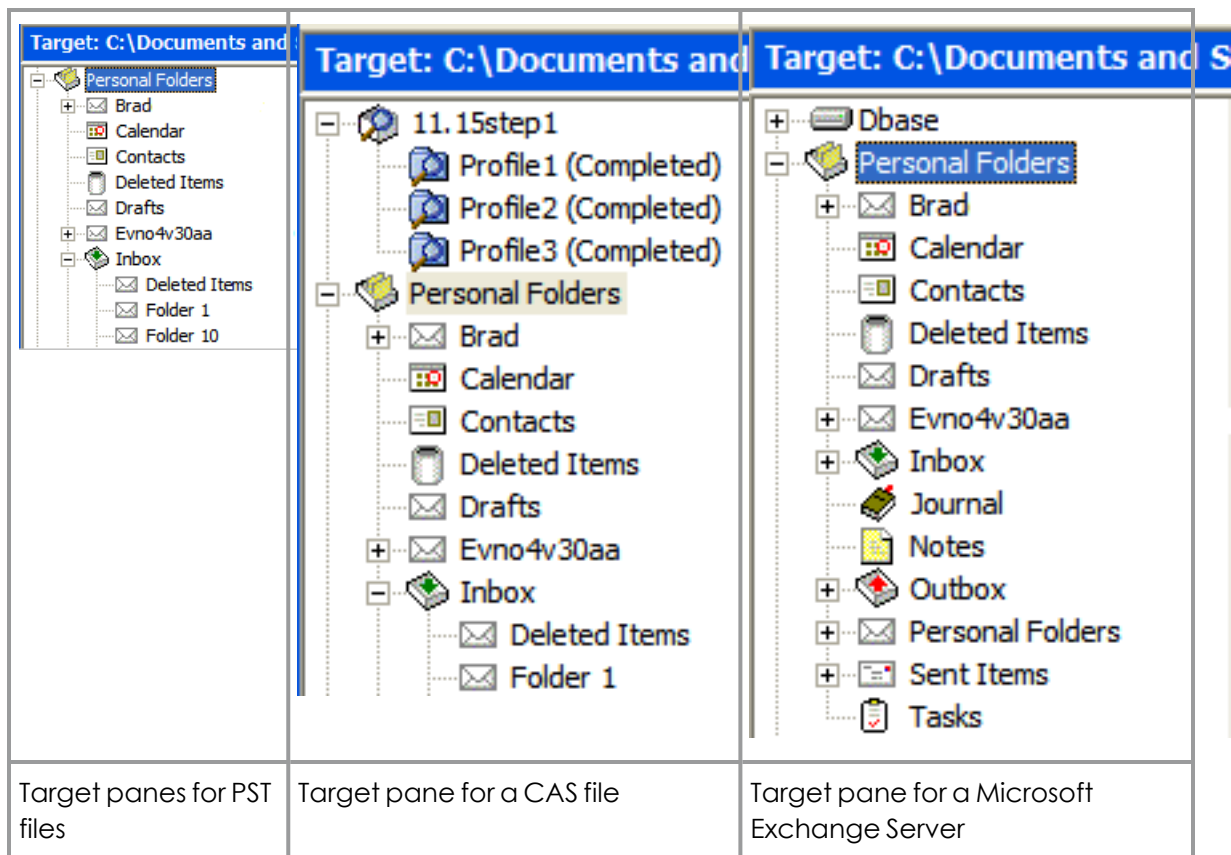 Target: C:\Documents and
Personal Folders
Brad
Calendar
Contacts
Deleted Items
Drafts
Evno4v30aa
Inbox
Deleted Items
Folder 1
Folder 10
Target panes for PST
files
Target: C:\Documents and
11.15step1
Profile1 (Completed)
Profile2 (Completed)
Profile3 (Completed)
Personal Folders
Brad
Calendar
Contacts
Deleted Items
Drafts
Evno4v30aa
Inbox
Deleted Items
Folder 1
Target pane for a CAS file
Target: C:\Documents and S
Dbase
Personal Folders
Brad
Calendar
Contacts
Deleted Items
Drafts
Evno4v30aa
Inbox
Journal
Notes
Outbox
Personal Folders
Sent Items
Tasks
Target pane for a Microsoft
Exchange Server